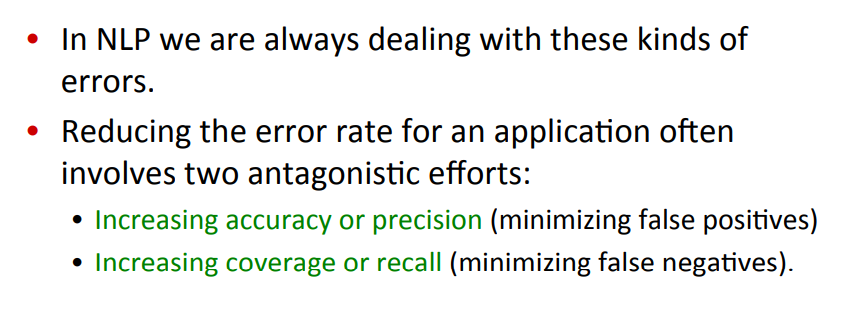 • In NLP we are always dealing with these kinds of
errors.
• Reducing the error rate for an application often
involves two antagonistic efforts:
• Increasing accuracy or precision (minimizing false positives)
• Increasing coverage or recall (minimizing false negatives).